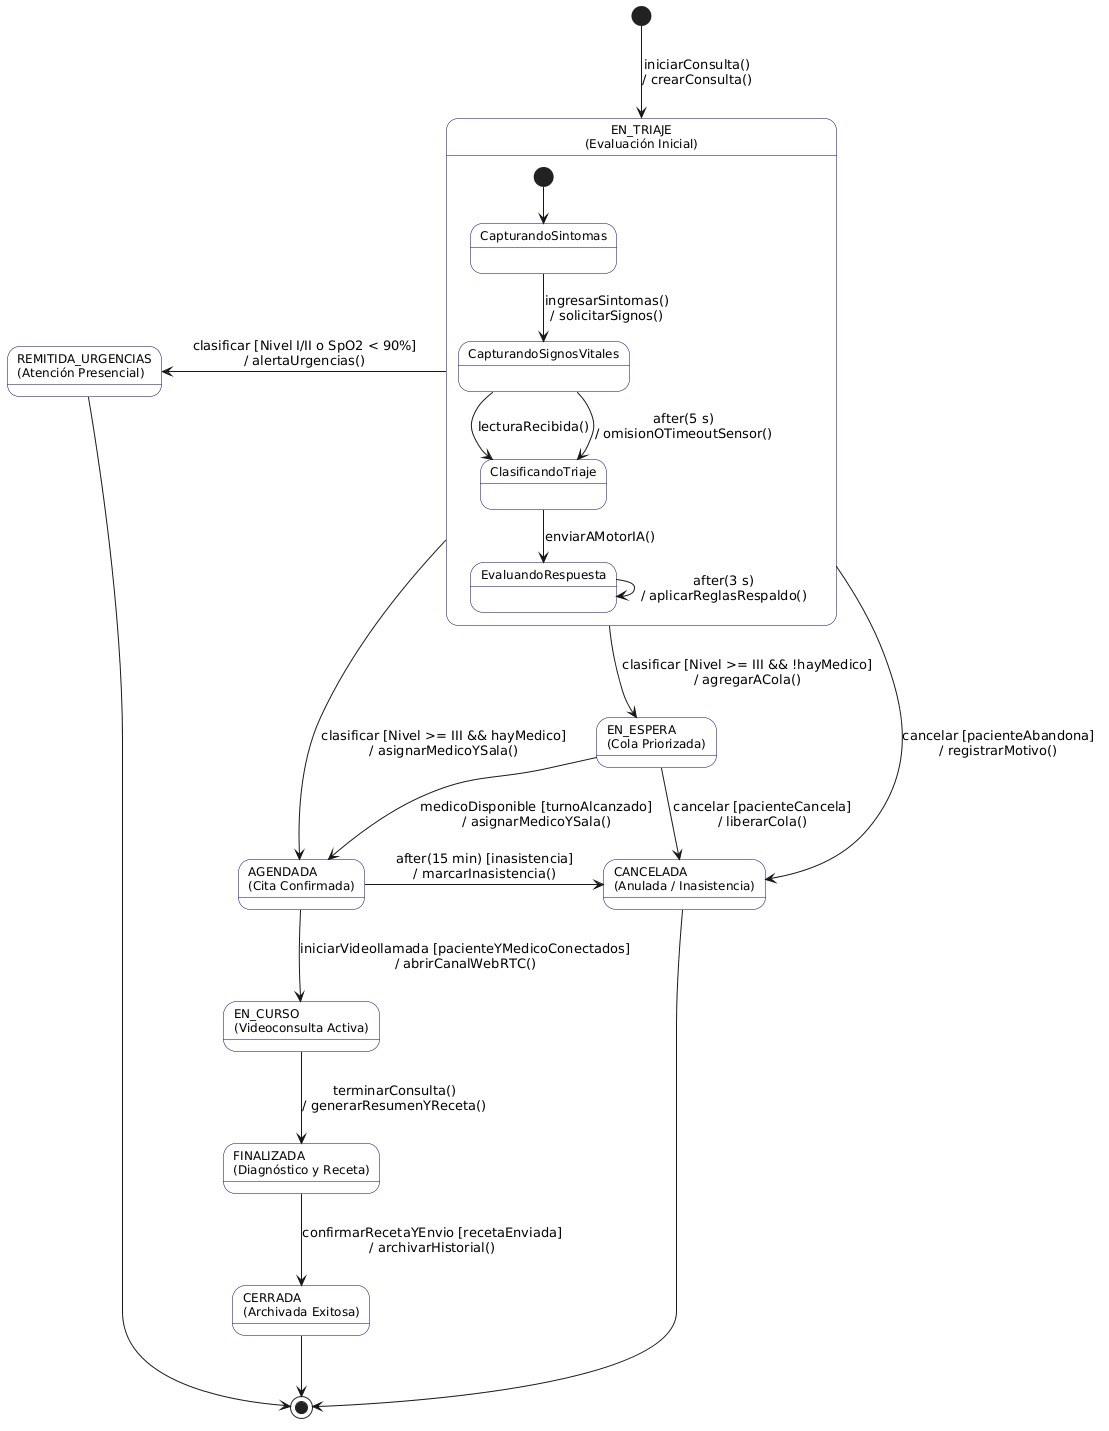 iniciarConsulta()
/ crearConsulta()
EN_TRIAJE
(Evaluación Inicial)
CapturandoSintomas
ingresarSintomas()
/ solicitarSignos()
clasificar [Nivel I/II o SpO2 < 90%]
/ alertaUrgencias()
REMITIDA_URGENCIAS
(Atención Presencial)
CapturandoSignosVitales
lecturaRecibida()
after(5 s)
/ omisionOTimeoutSensor()
ClasificandoTriaje
enviarAMotorIA()
EvaluandoRespuesta
after(3 s)
/ aplicarReglasRespaldo()
clasificar [Nivel >= III && !hayMedico]
/ agregarACola()
clasificar [Nivel >= III && hayMedico]
/ asignarMedicoYSala()
EN_ESPERA
(Cola Priorizada)
cancelar [pacienteAbandona]
/ registrarMotivo()
medicoDisponible [turnoAlcanzado]
/ asignarMedicoYSala()
cancelar [pacienteCancela]
/ liberarCola()
AGENDADA
(Cita Confirmada)
after(15 min) [inasistencia]
/ marcarInasistencia()
CANCELADA
(Anulada / Inasistencia)
iniciarVideollamada [pacienteYMedicoConectados]
/ abrirCanalWebRTC()
EN_CURSO
(Videoconsulta Activa)
terminarConsulta()
/ generarResumenYReceta()
FINALIZADA
(Diagnóstico y Receta)
confirmarRecetaYEnvio [recetaEnviada]
/ archivarHistorial()
CERRADA
(Archivada Exitosa)